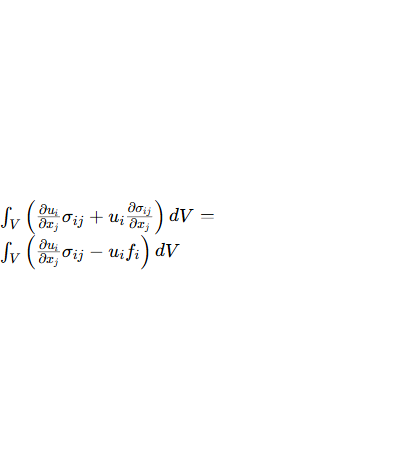 ∫_V (∂u_i/∂x_j σ_ij + u_i ∂σ_ij/∂x_j) dV =
∫_V (∂u_i/∂x_j σ_ij − u_i f_i) dV